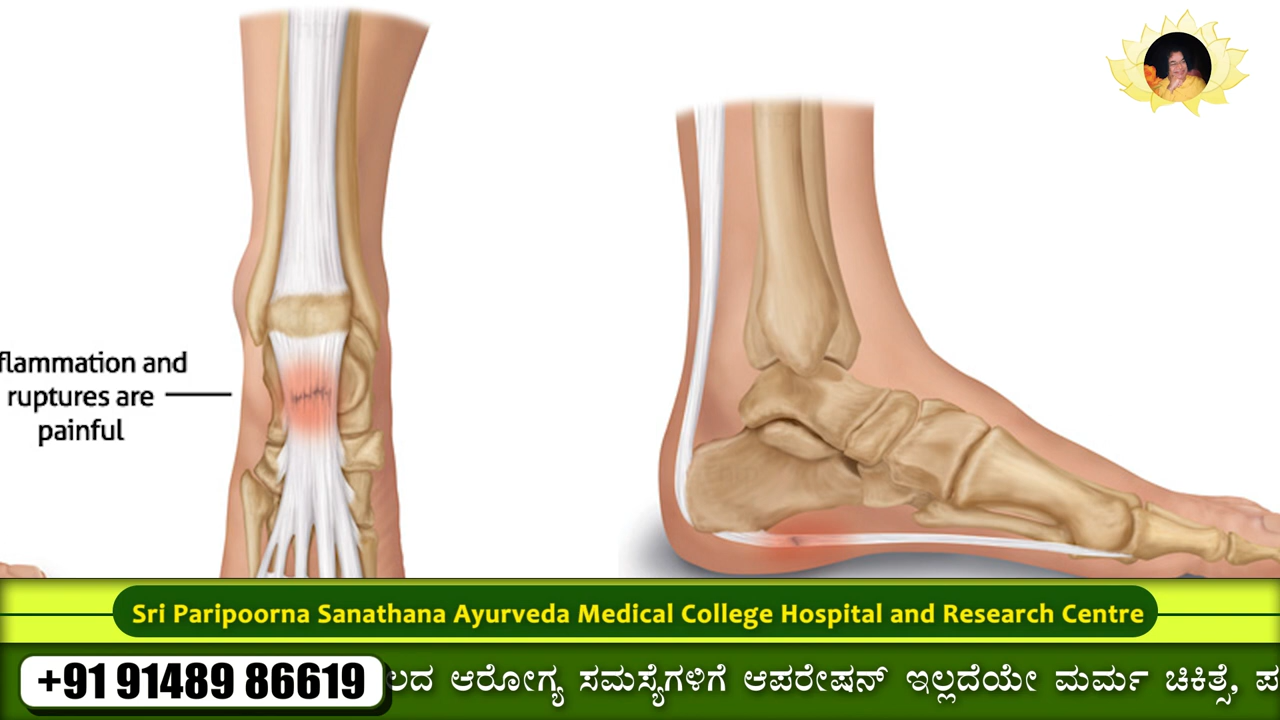 flammation and
ruptures are
painful
Sri Paripoorna Sanathana Ayurveda Medical College Hospital and Research Centre
+91 91489 86619
ಲದ ಆರೋಗ್ಯ ಸಮಸ್ಯೆಗಳಿಗೆ ಆಪರೇಷನ್ ಇಲ್ಲದೆಯೇ ಮರ್ಮ ಚಿಕಿತ್ಸೆ, ಪ